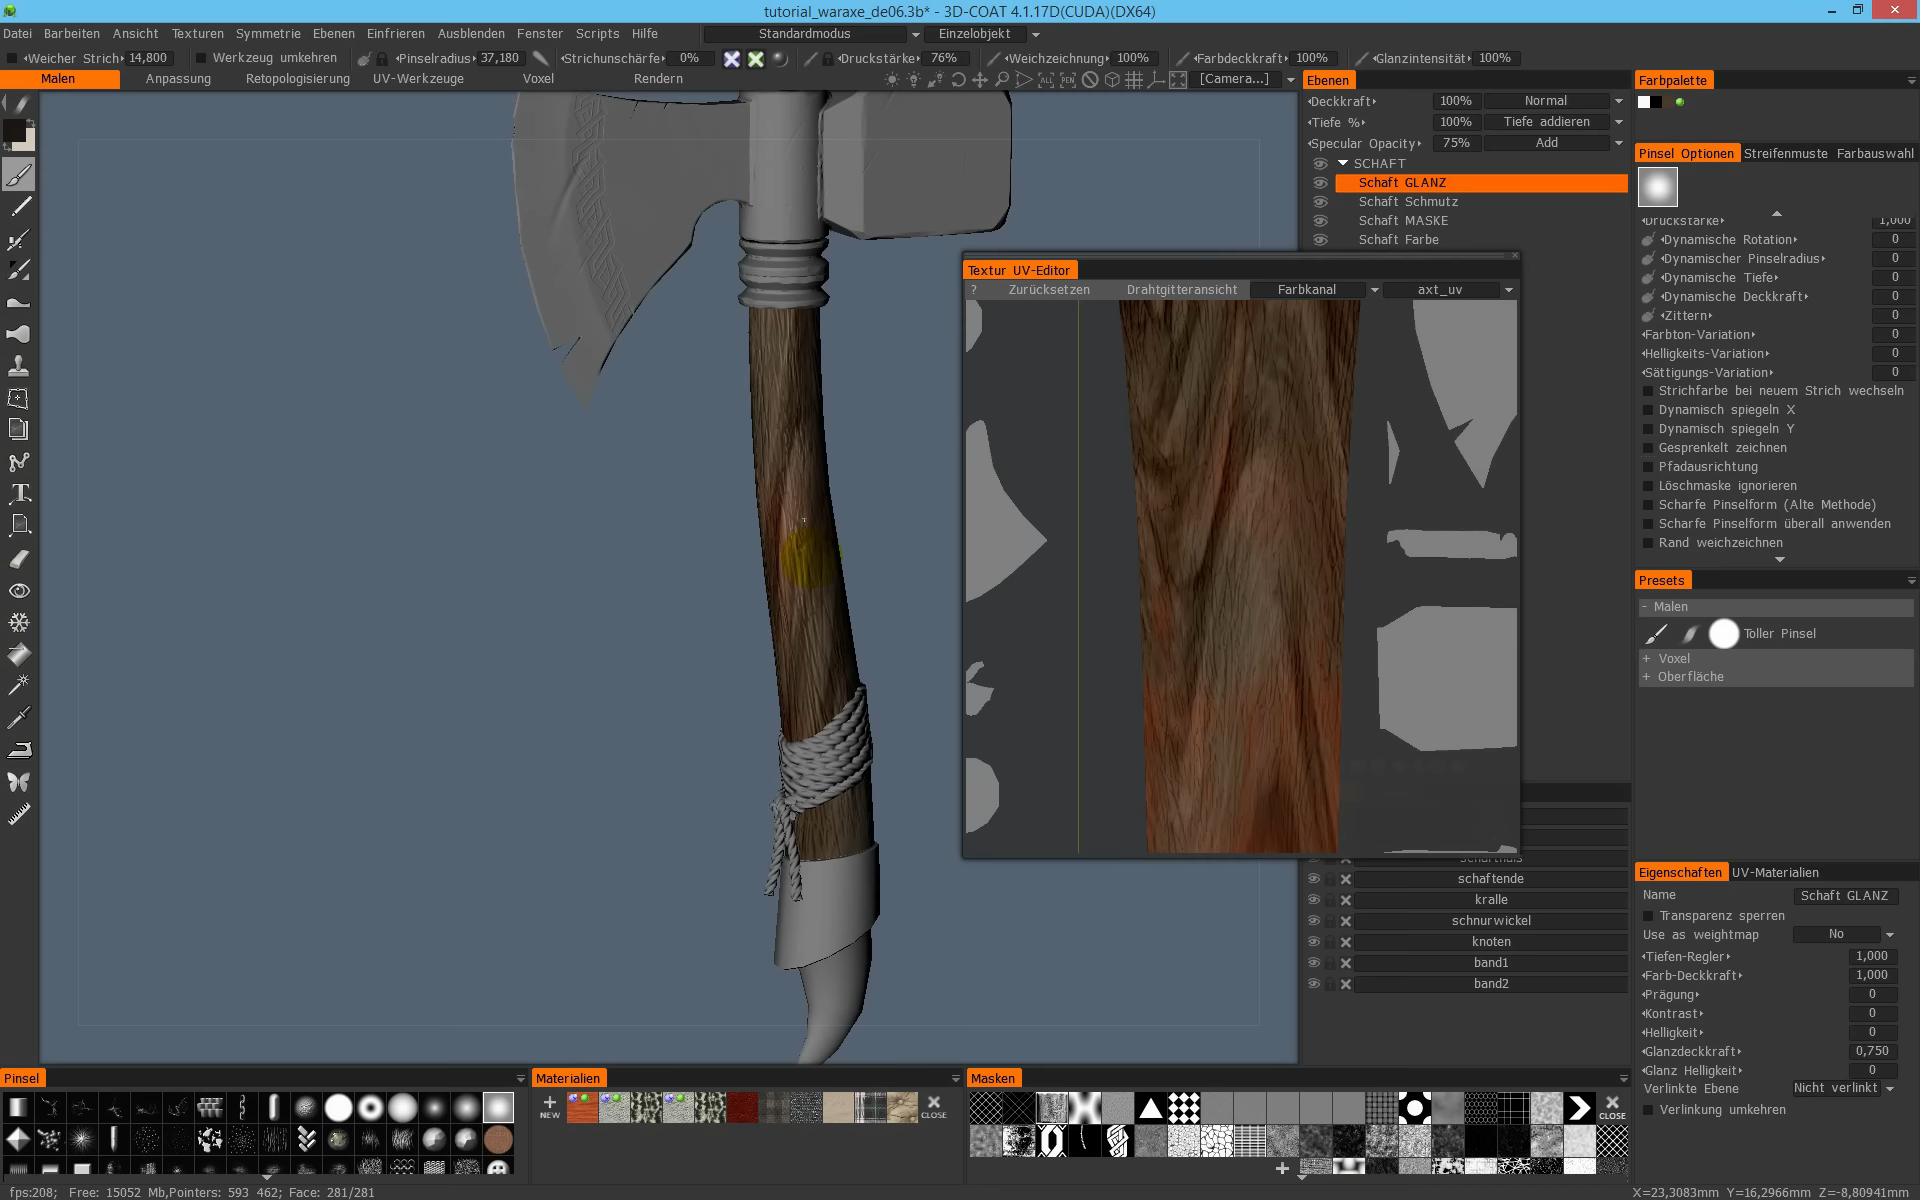 tutorial_waraxe_de06.3b* - 3D-COAT 4.1.17D(CUDA)(DX64)
Datei Bearbeiten Ansicht Texturen Symmetrie Ebenen Einfrieren Ausblenden Fenster Scripts Hilfe Standardmodus Einzelobjekt
Weicher Strich 14,800 Werkzeug umkehren Pinselradius 37,180 Strichunschärfe 0% Druckstärke 76% Weichzeichnung 100% Farbdeckkraft 100% Glanzintensität 100%
Malen Anpassung Retopologisierung UV-Werkzeuge Voxel Rendern [Camera...]
Ebenen
Deckkraft 100% Normal
Tiefe % 100% Tiefe addieren
Specular Opacity 75% Add
SCHAFT
Schaft GLANZ
Schaft Schmutz
Schaft MASKE
Schaft Farbe
Textur UV-Editor
? Zurücksetzen Drahtgitteransicht Farbkanal axt_uv
schaftende
kralle
schnurwickel
knoten
band1
band2
Farbpalette
Pinsel Optionen Streifenmuste Farbauswahl
Druckstärke 1,000
Dynamische Rotation 0
Dynamischer Pinselradius 0
Dynamische Tiefe 0
Dynamische Deckkraft 0
Zittern 0
Farbton-Variation 0
Helligkeits-Variation 0
Sättigungs-Variation 0
Strichfarbe bei neuem Strich wechseln
Dynamisch spiegeln X
Dynamisch spiegeln Y
Gesprenkelt zeichnen
Pfadausrichtung
Löschmaske ignorieren
Scharfe Pinselform (Alte Methode)
Scharfe Pinselform überall anwenden
Rand weichzeichnen
Presets
- Malen
Toller Pinsel
+ Voxel
+ Oberfläche
Eigenschaften UV-Materialien
Name Schaft GLANZ
Transparenz sperren
Use as weightmap No
Tiefen-Regler 1,000
Farb-Deckkraft 1,000
Prägung 0
Kontrast 0
Helligkeit 0
Glanzdeckkraft 0,750
Glanz Helligkeit 0
Verlinkte Ebene Nicht verlinkt
Verlinkung umkehren
Pinsel
Materialien
NEW
CLOSE
Masken
CLOSE
fps:208; Free: 15052 Mb,Pointers: 593 462; Face: 281/281
X=23,3083mm Y=16,2966mm Z=-8,80941mm